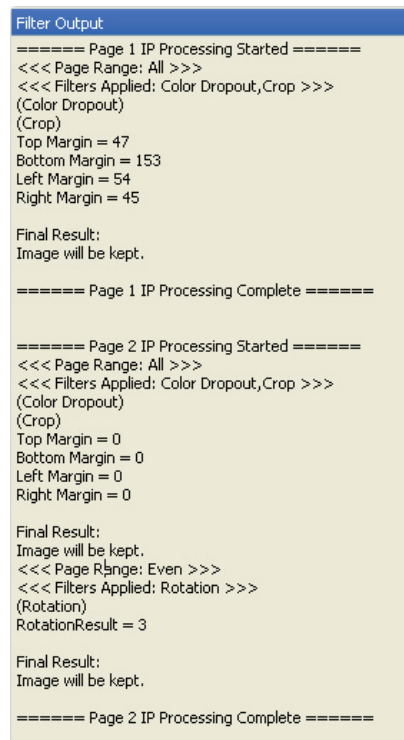 Filter Output
====== Page 1 IP Processing Started ======
<<< Page Range: All >>>
<<< Filters Applied: Color Dropout,Crop >>>
(Color Dropout)
(Crop)
Top Margin = 47
Bottom Margin = 153
Left Margin = 54
Right Margin = 45
Final Result:
Image will be kept.
====== Page 1 IP Processing Complete ======
====== Page 2 IP Processing Started ======
<<< Page Range: All >>>
<<< Filters Applied: Color Dropout,Crop >>>
(Color Dropout)
(Crop)
Top Margin = 0
Bottom Margin = 0
Left Margin = 0
Right Margin = 0
Final Result:
Image will be kept.
<<< Page Range: Even >>>
<<< Filters Applied: Rotation >>>
(Rotation)
RotationResult = 3
Final Result:
Image will be kept.
====== Page 2 IP Processing Complete ======